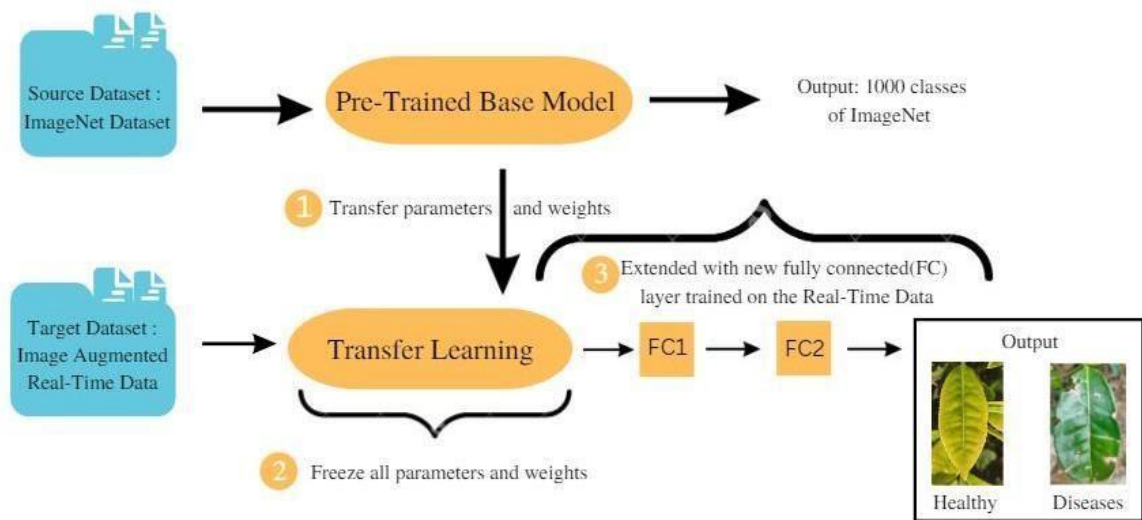 Source Dataset :
ImageNet Dataset
Pre-Trained Base Model
Output: 1000 classes
of ImageNet
1 Transfer parameters and weights
3 Extended with new fully connected(FC)
layer trained on the Real-Time Data
Target Dataset :
Image Augmented
Real-Time Data
Transfer Learning
FC1
FC2
Output
Healthy
Diseases
2 Freeze all parameters and weights